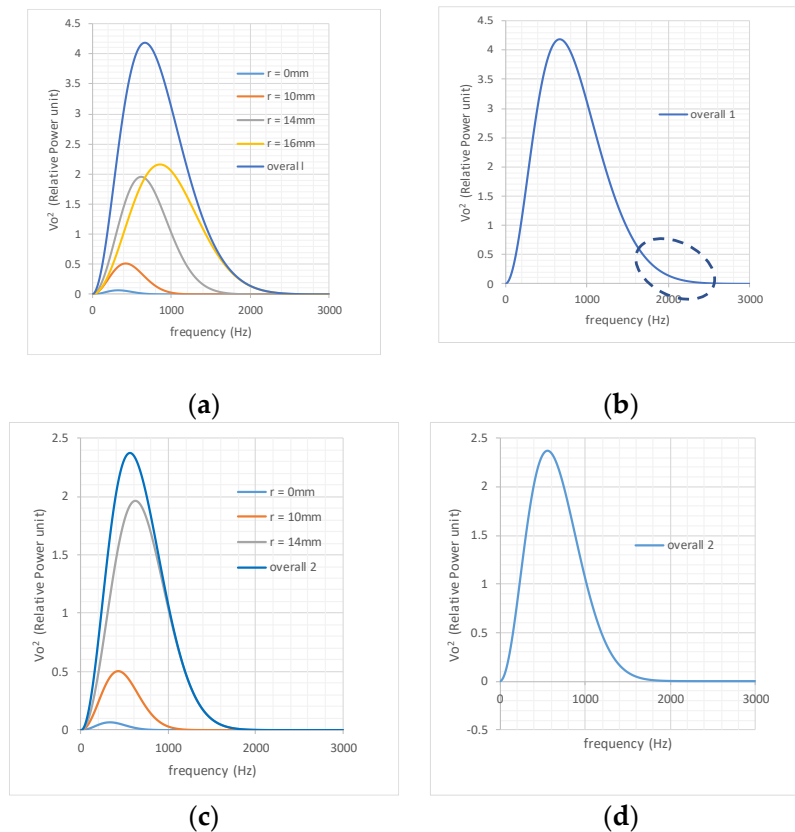 4.5
4
3.5
3
2.5
2
1.5
1
0.5
0
Vo² (Relative Power unit)
r = 0mm
r = 10mm
r = 14mm
r = 16mm
overal l
0 1000 2000 3000
frequency (Hz)
(a)
4.5
4
3.5
3
2.5
2
1.5
1
0.5
0
Vo² (Relative Power unit)
overall 1
0 1000 2000 3000
frequency (Hz)
(b)
2.5
2
1.5
1
0.5
0
Vo² (Relative Power unit)
r = 0mm
r = 10mm
r = 14mm
overall 2
0 1000 2000 3000
frequency (Hz)
(c)
2.5
2
1.5
1
0.5
0
-0.5
Vo² (Relative Power unit)
overall 2
0 1000 2000 3000
frequency (Hz)
(d)